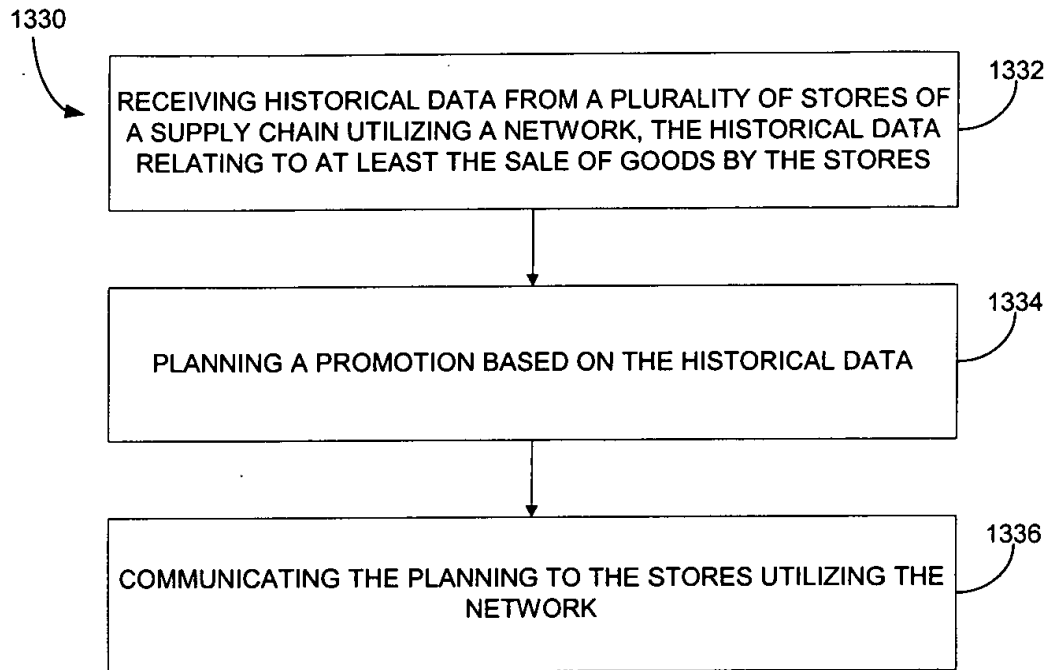 1330
1332
RECEIVING HISTORICAL DATA FROM A PLURALITY OF STORES OF
A SUPPLY CHAIN UTILIZING A NETWORK, THE HISTORICAL DATA
RELATING TO AT LEAST THE SALE OF GOODS BY THE STORES
1334
PLANNING A PROMOTION BASED ON THE HISTORICAL DATA
1336
COMMUNICATING THE PLANNING TO THE STORES UTILIZING THE
NETWORK